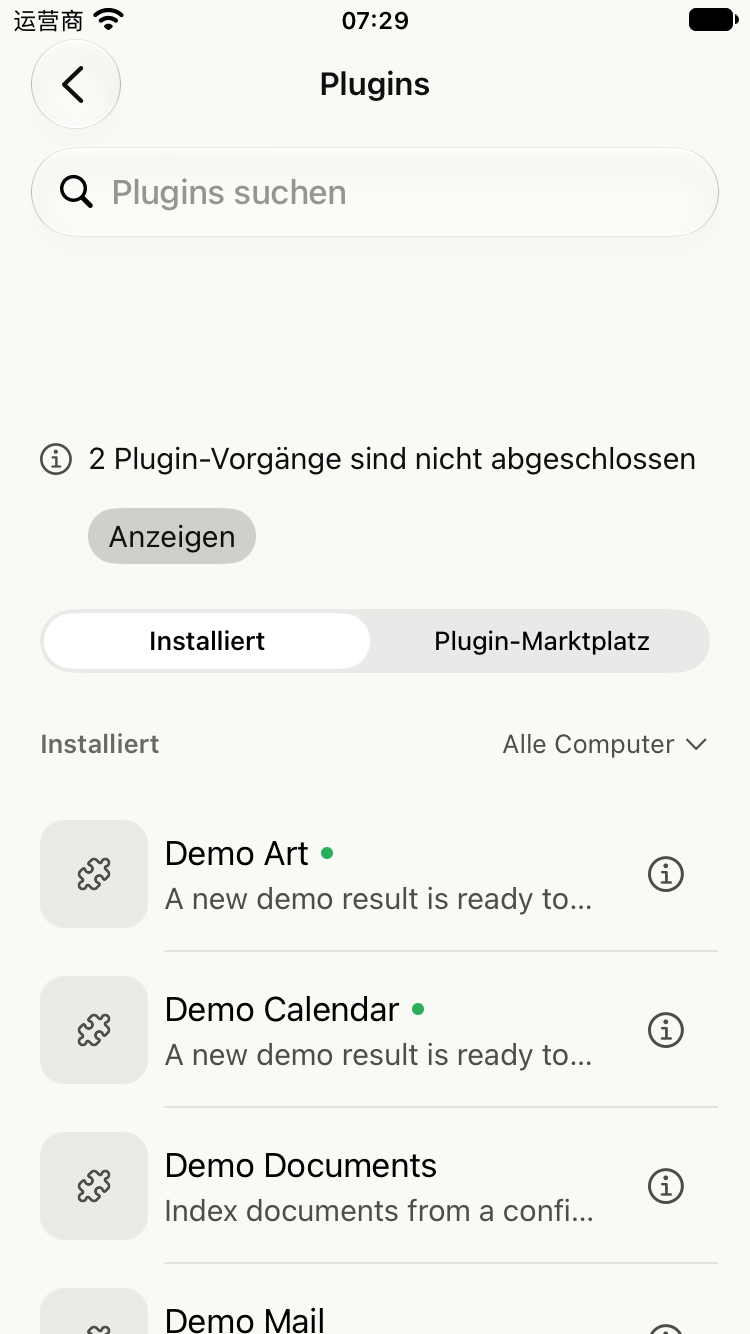 运营商
07:29
Plugins
Plugins suchen
2 Plugin-Vorgänge sind nicht abgeschlossen
Anzeigen
Installiert
Plugin-Marktplatz
Installiert
Alle Computer
Demo Art
A new demo result is ready to...
Demo Calendar
A new demo result is ready to...
Demo Documents
Index documents from a confi...
Demo Mail